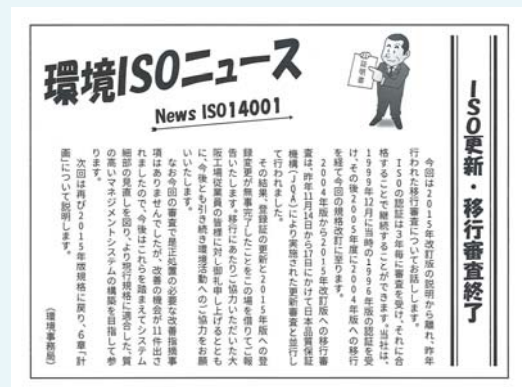 ISO更新・移行審査終了
環境ISOニュース
News ISO14001
証明書
今回は2015年改訂版の説明から離れ、昨年
行われた移行審査についてお話しします。
ISOの認証は3年毎に審査を受け、それに合
格することで継続することができます。当社は、
1999年12月に当時の1996年版の認証を受
け、その後2005年度に2004年版への移行
を経て今回の規格改訂に至ります。
2004年版から2015年改訂版への移行審
査は、昨年11月14日から17日にかけて日本品質保証
機構（JQA）により実施された更新審査と並行し
て行われました。
その結果、登録証の更新と2015年版への登
録変更が無事完了したことをこの場を借りてご報
告いたします。移行にあたりご協力いただいた大
阪工場従業員の皆様に対し御礼申し上げるととも
に、今後とも引き続き環境活動へのご協力をお願
いいたします。
なお今回の審査で是正処置の必要な改善指摘事
項はありませんでしたが、改善の機会が11件出さ
れましたので、今後はこれらを踏まえてシステム
細部の見直しを図り、より現行規格に適合した、質
の高いマネジメントシステムの構築を目指して参
ります。
次回は再び2015年版規格に戻り、6章「計
画」について説明します。
（環境事務局）